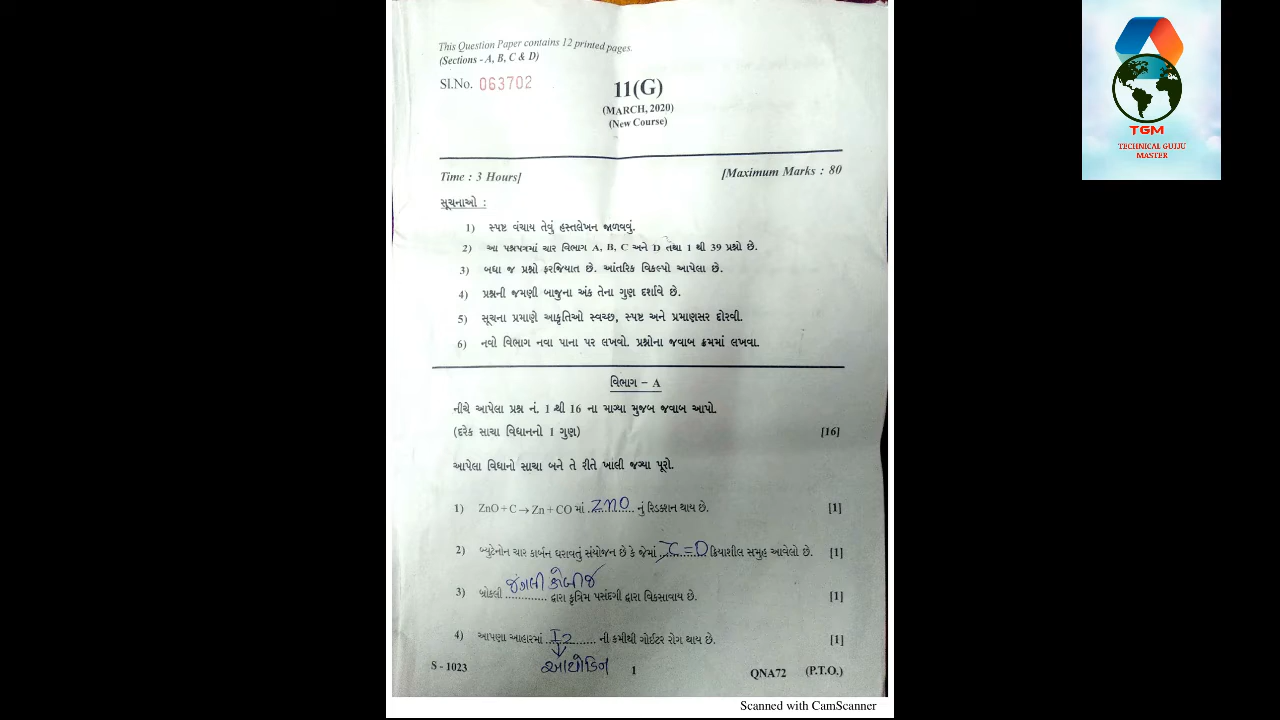 This Question Paper contains 12 printed pages.
(Sections - A, B, C & D)
Sl.No. 063702
11(G)
(MARCH, 2020)
(New Course)
Time : 3 Hours]
[Maximum Marks : 80
સૂચનાઓ :
1) સ્પષ્ટ વંચાય તેવું હસ્તલેખન જાળવવું.
2) આ પ્રશ્નપત્રમાં ચાર વિભાગ A, B, C અને D તથા 1 થી 39 પ્રશ્નો છે.
3) બધા જ પ્રશ્નો ફરજિયાત છે. આંતરિક વિકલ્પો આપેલા છે.
4) પ્રશ્નની જમણી બાજુના અંક તેના ગુણ દર્શાવે છે.
5) સૂચના પ્રમાણે આકૃતિઓ સ્વચ્છ, સ્પષ્ટ અને પ્રમાણસર દોરવી.
6) નવો વિભાગ નવા પાના પર લખવો. પ્રશ્નોના જવાબ ક્રમમાં લખવા.
વિભાગ – A
નીચે આપેલા પ્રશ્ન નં. 1 થી 16 ના માગ્યા મુજબ જવાબ આપો.
(દરેક સાચા વિધાનનો 1 ગુણ) [16]
આપેલા વિધાનો સાચા બને તે રીતે ખાલી જગ્યા પૂરો.
1) ZnO + C → Zn + CO માં ZnO નું રિડક્શન થાય છે. [1]
2) બ્યુટેનોન ચાર કાર્બન ધરાવતું સંયોજન છે કે જેમાં C=O ક્રિયાશીલ સમુહ આવેલો છે. [1]
જંગલી કોબીજ
3) બ્રોકલી ............. દ્વારા કૃત્રિમ પસંદગી દ્વારા વિકસાવાય છે. [1]
4) આપણા આહારમાં I2 ની કમીથી ગોઈટર રોગ થાય છે. [1]
આયોડિન
S - 1023
1
QNA72 (P.T.O.)
Scanned with CamScanner
TGM
TECHNICAL GUJJU
MASTER